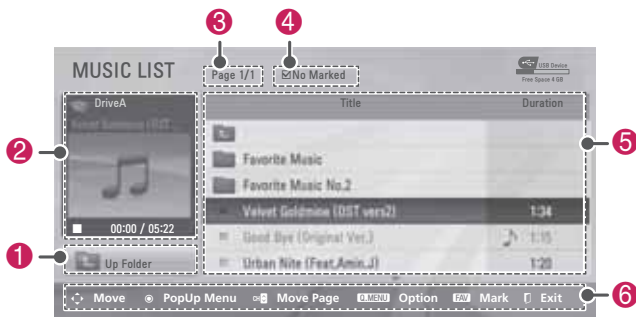 3 4
MUSIC LIST Page 1/1 No Marked USB Device
Free Space 4 GB
DriveA Title Duration
2 5
Favorite Music
Favorite Music No.2
Velvet Goldmine (OST vers2) 1:34
00:00 / 05:22 Good Bye (Original Ver.) 1:15
1 Up Folder Urban Nite (Feat,Amin.J) 1:20
Move PopUp Menu Move Page Q.MENU Option FAV Mark Exit 6